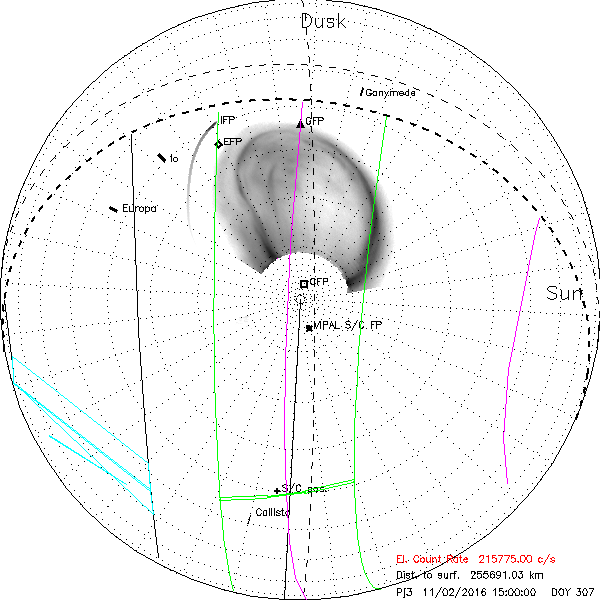 Dusk
Ganymede
IFP
GFP
EFP
Io
Europa
Sun
CFP
MPAL S/C FP
S/C pos.
Callisto
El. Count Rate 215775.00 c/s
Dist. to surf. 255691.03 km
PJ3 11/02/2016 15:00:00 DOY 307